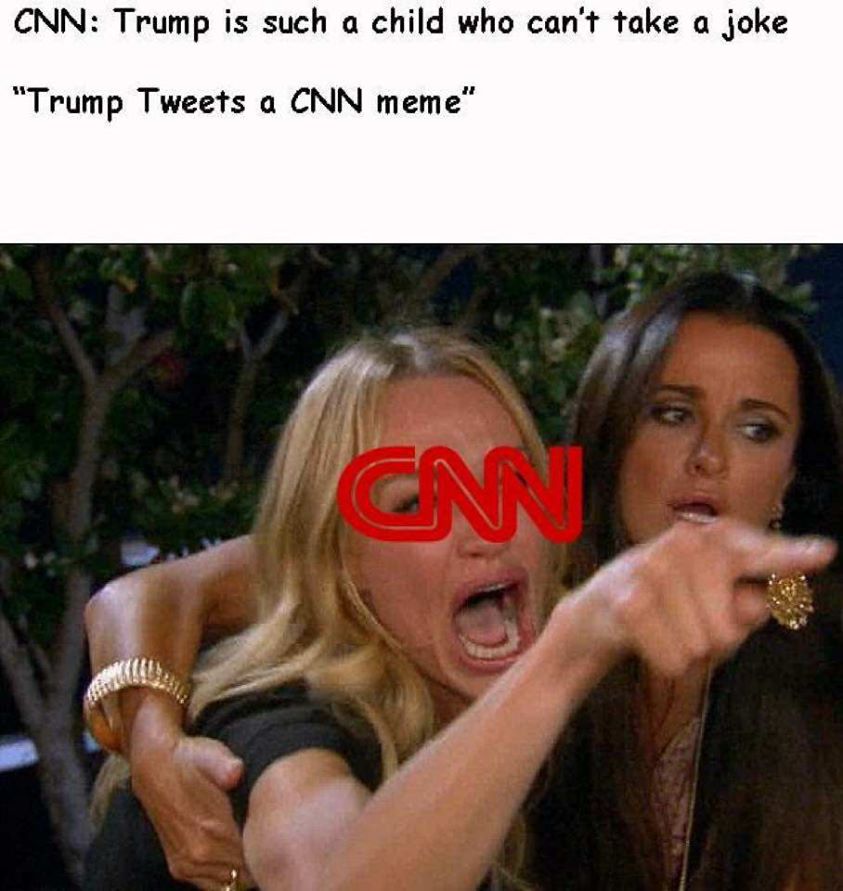 CNN: Trump is such a child who can't take a joke
"Trump Tweets a CNN meme"
CNN